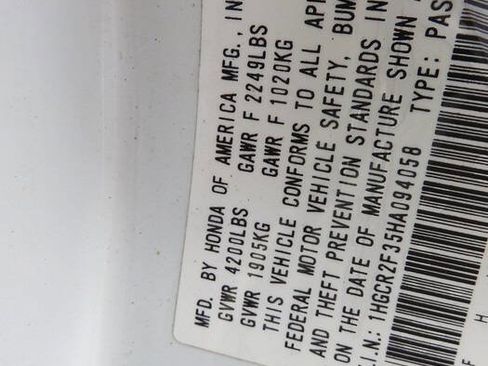 MFD. BY HONDA OF AMERICA MFG., IN
GVWR 4200LBS GAWR F 2249LBS
GVWR 1905KG GAWR F 1020KG
THIS VEHICLE CONFORMS TO ALL APP
FEDERAL MOTOR VEHICLE SAFETY, BUM
AND THEFT PREVENTION STANDARDS IN
ON THE DATE OF MANUFACTURE SHOWN A
.I.N.: 1HGCR2F35HA094058 TYPE: PAS
F H